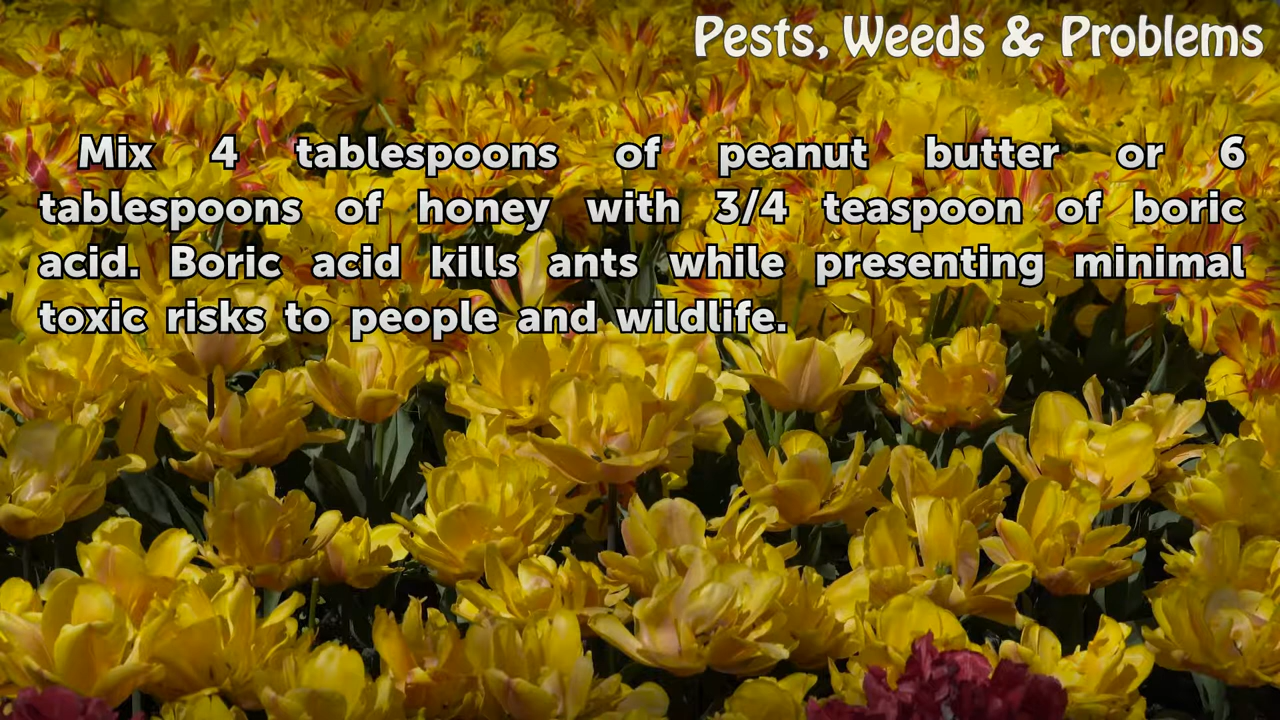 Pests, Weeds & Problems
Mix 4 tablespoons of peanut butter or 6
tablespoons of honey with 3/4 teaspoon of boric
acid. Boric acid kills ants while presenting minimal
toxic risks to people and wildlife.